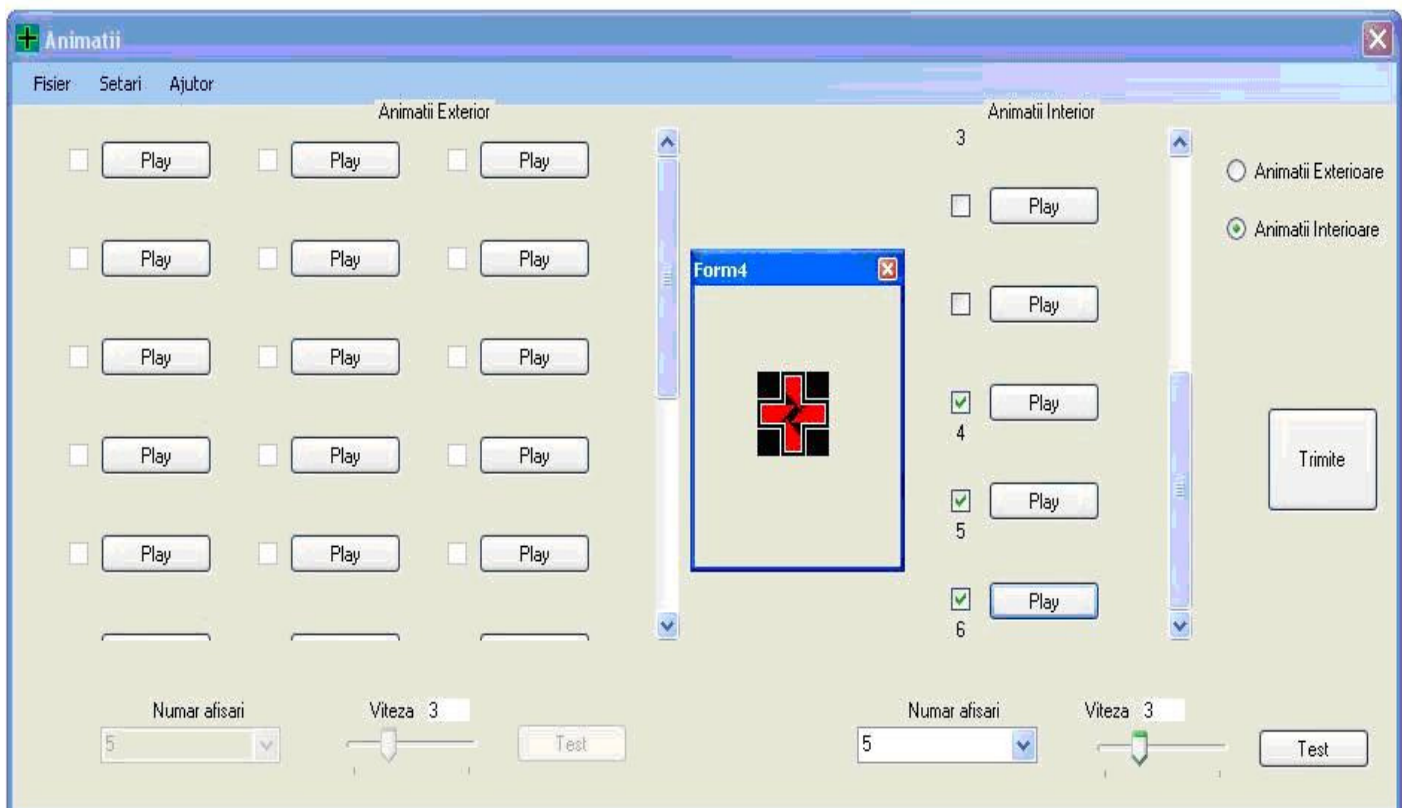 Animatii
Fisier Setari Ajutor
Animatii Exterior Animatii Interior
3
Play Play Play
Animatii Exterioare
Play
Animatii Interioare
Play Play Play
Form4
Play
Play Play Play
Play
4
Play Play Play
Trimite
Play
5
Play Play Play
Play
6
Numar afisari Viteza 3 Numar afisari Viteza 3
5 Test 5 Test